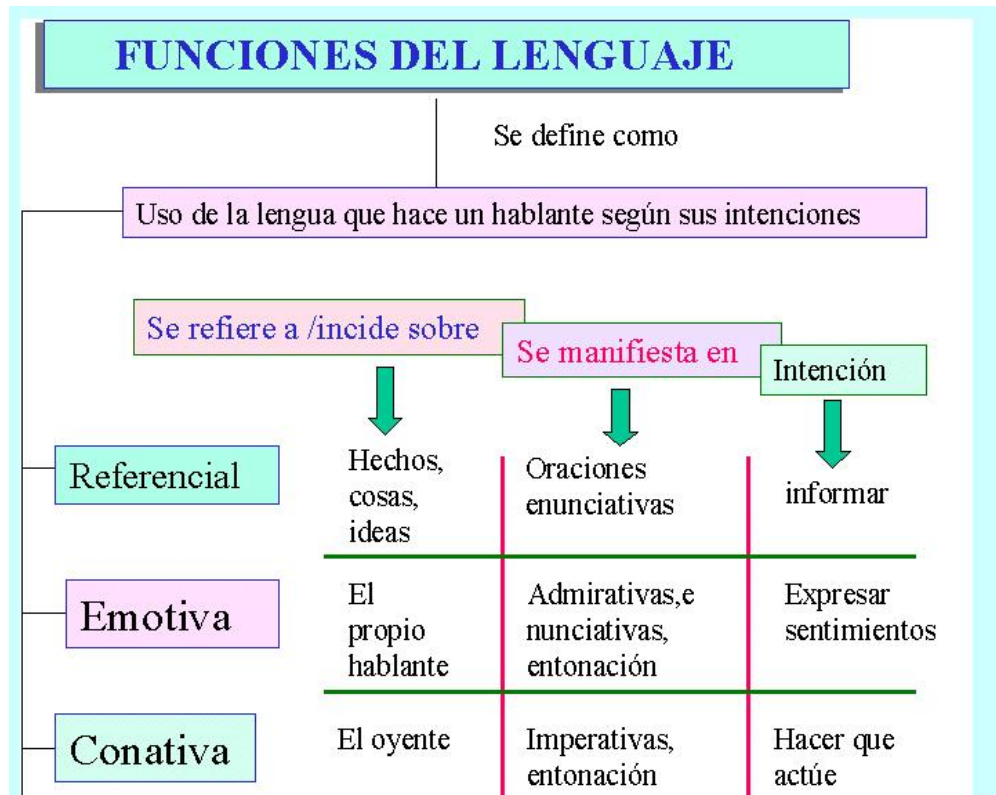 FUNCIONES DEL LENGUAJE
Se define como
Uso de la lengua que hace un hablante según sus intenciones
Se refiere a /incide sobre
Se manifiesta en
Intención
Referencial
Hechos,
cosas,
ideas
Oraciones
enunciativas
informar
Emotiva
El
propio
hablante
Admirativas,e
nunciativas,
entonación
Expresar
sentimientos
Conativa
El oyente
Imperativas,
entonación
Hacer que
actúe